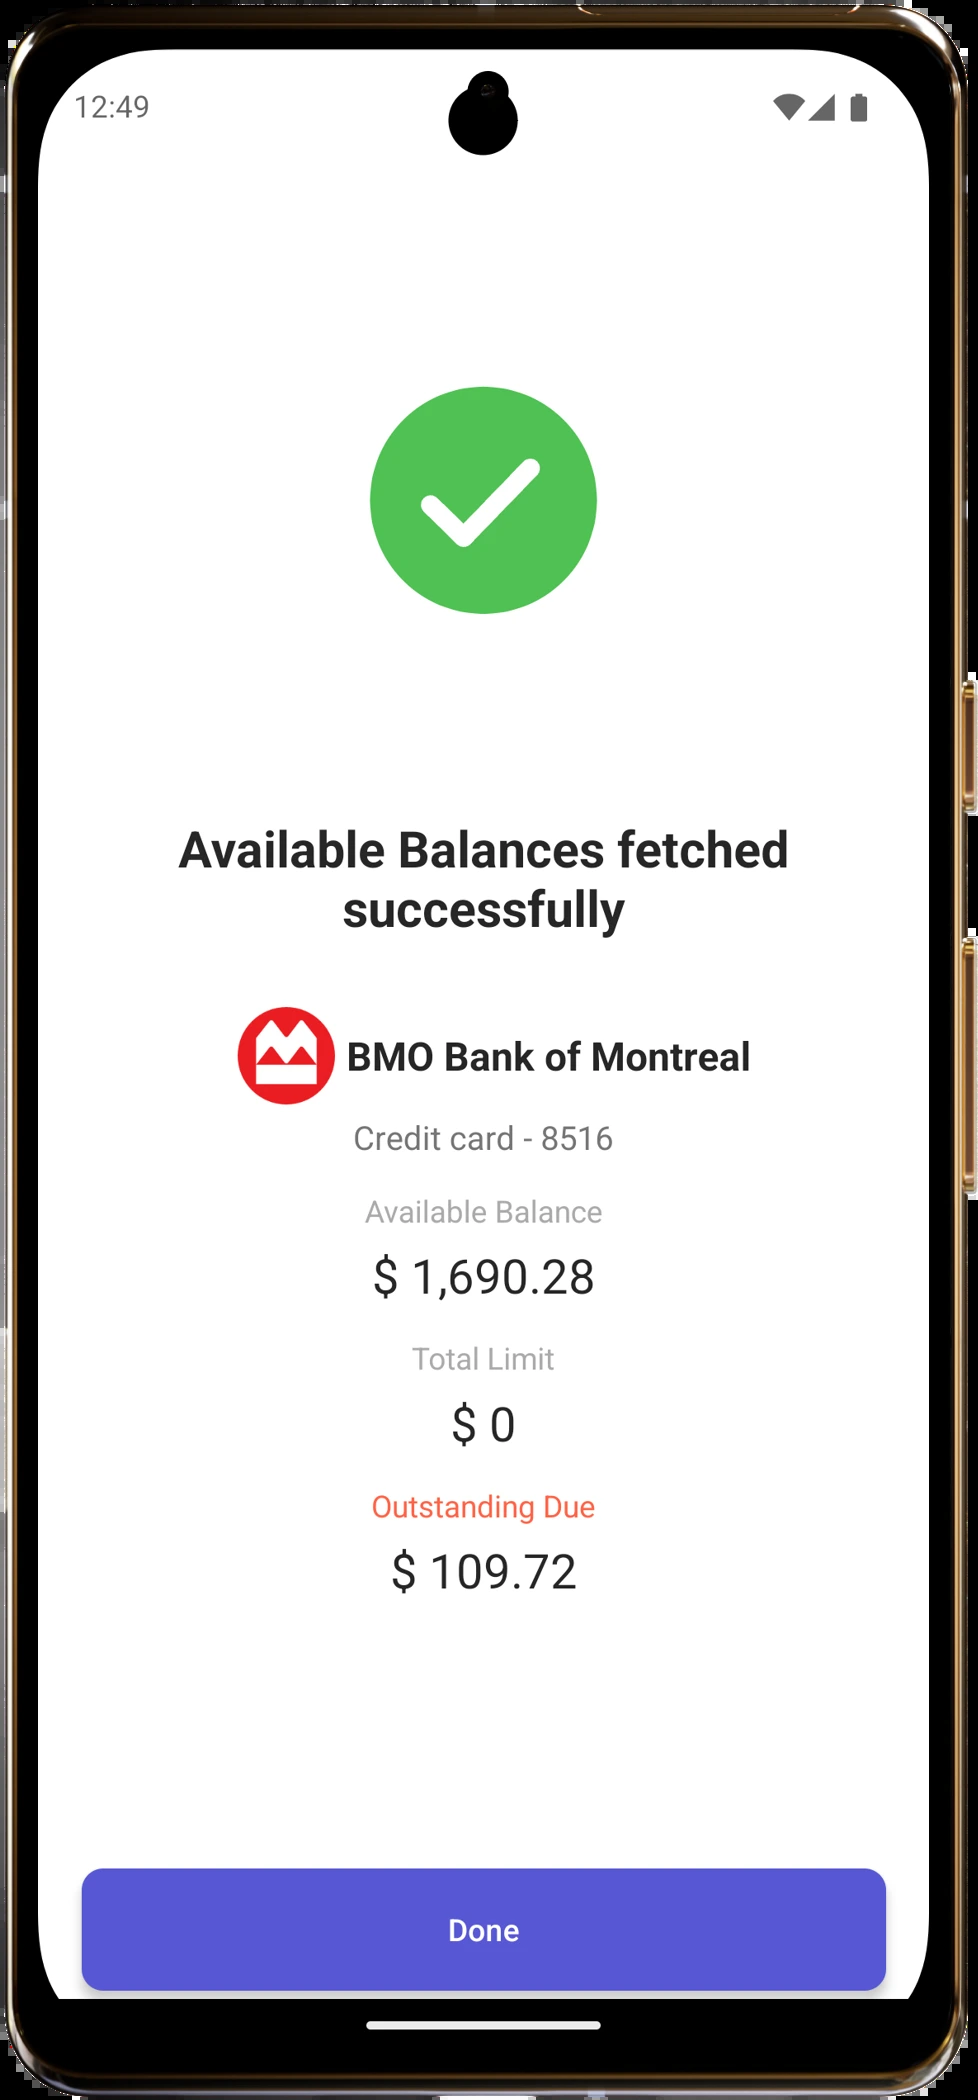 12:49
Available Balances fetched
successfully
BMO Bank of Montreal
Credit card - 8516
Available Balance
$ 1,690.28
Total Limit
$ 0
Outstanding Due
$ 109.72
Done